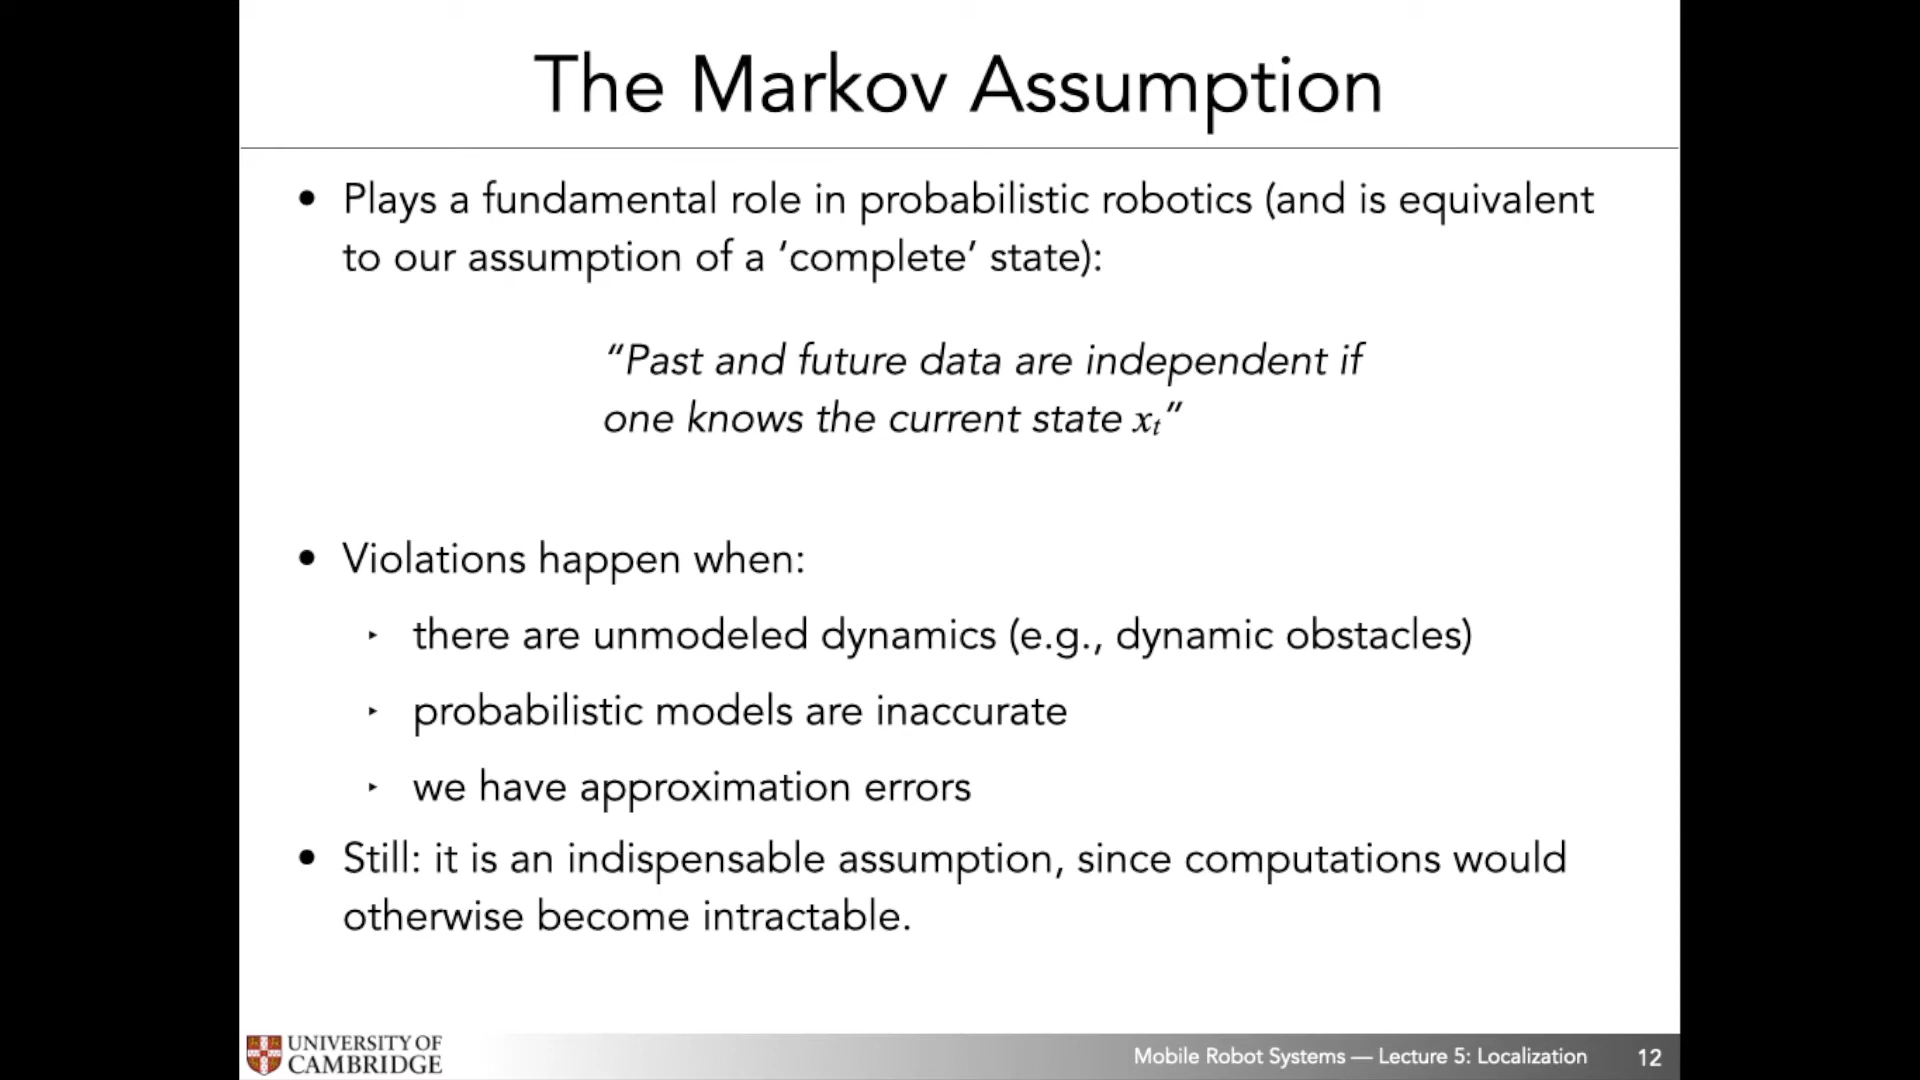 The Markov Assumption
• Plays a fundamental role in probabilistic robotics (and is equivalent
to our assumption of a ‘complete’ state):
“Past and future data are independent if
one knows the current state xₜ”
• Violations happen when:
‣ there are unmodeled dynamics (e.g., dynamic obstacles)
‣ probabilistic models are inaccurate
‣ we have approximation errors
• Still: it is an indispensable assumption, since computations would
otherwise become intractable.
UNIVERSITY OF
CAMBRIDGE
Mobile Robot Systems — Lecture 5: Localization 12